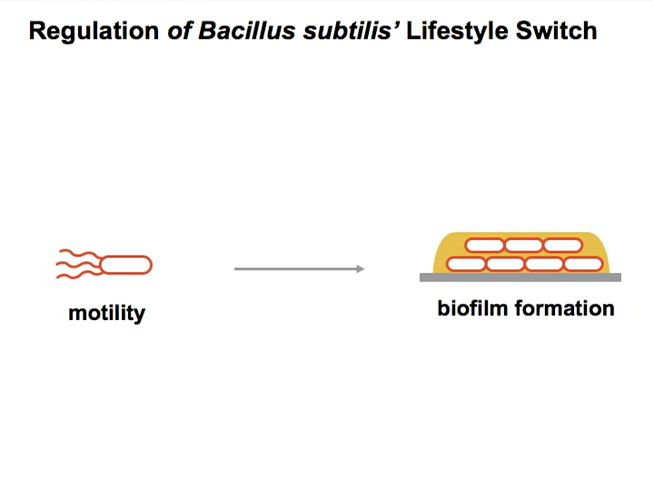 Regulation of Bacillus subtilis’ Lifestyle Switch
motility
biofilm formation